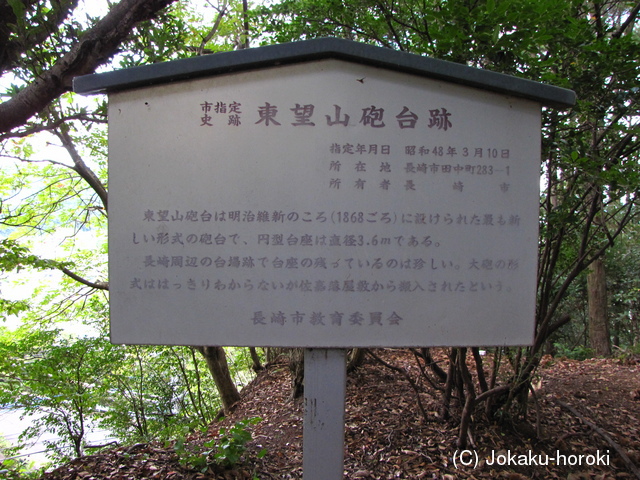 市指定
史跡
東望山砲台跡
指定年月日 昭和48年3月10日
所在地 長崎市田中町283-1
所有者 長崎市
東望山砲台は明治維新のころ(1868ごろ)に設けられた最も新
しい形式の砲台で、円型台座は直径3.6mである。
長崎周辺の台場跡で台座の残っているのは珍しい。大砲の形
式ははっきりわからないが佐嘉藩屋敷から搬入されたという。
長崎市教育委員会
(C) Jokaku-horoki